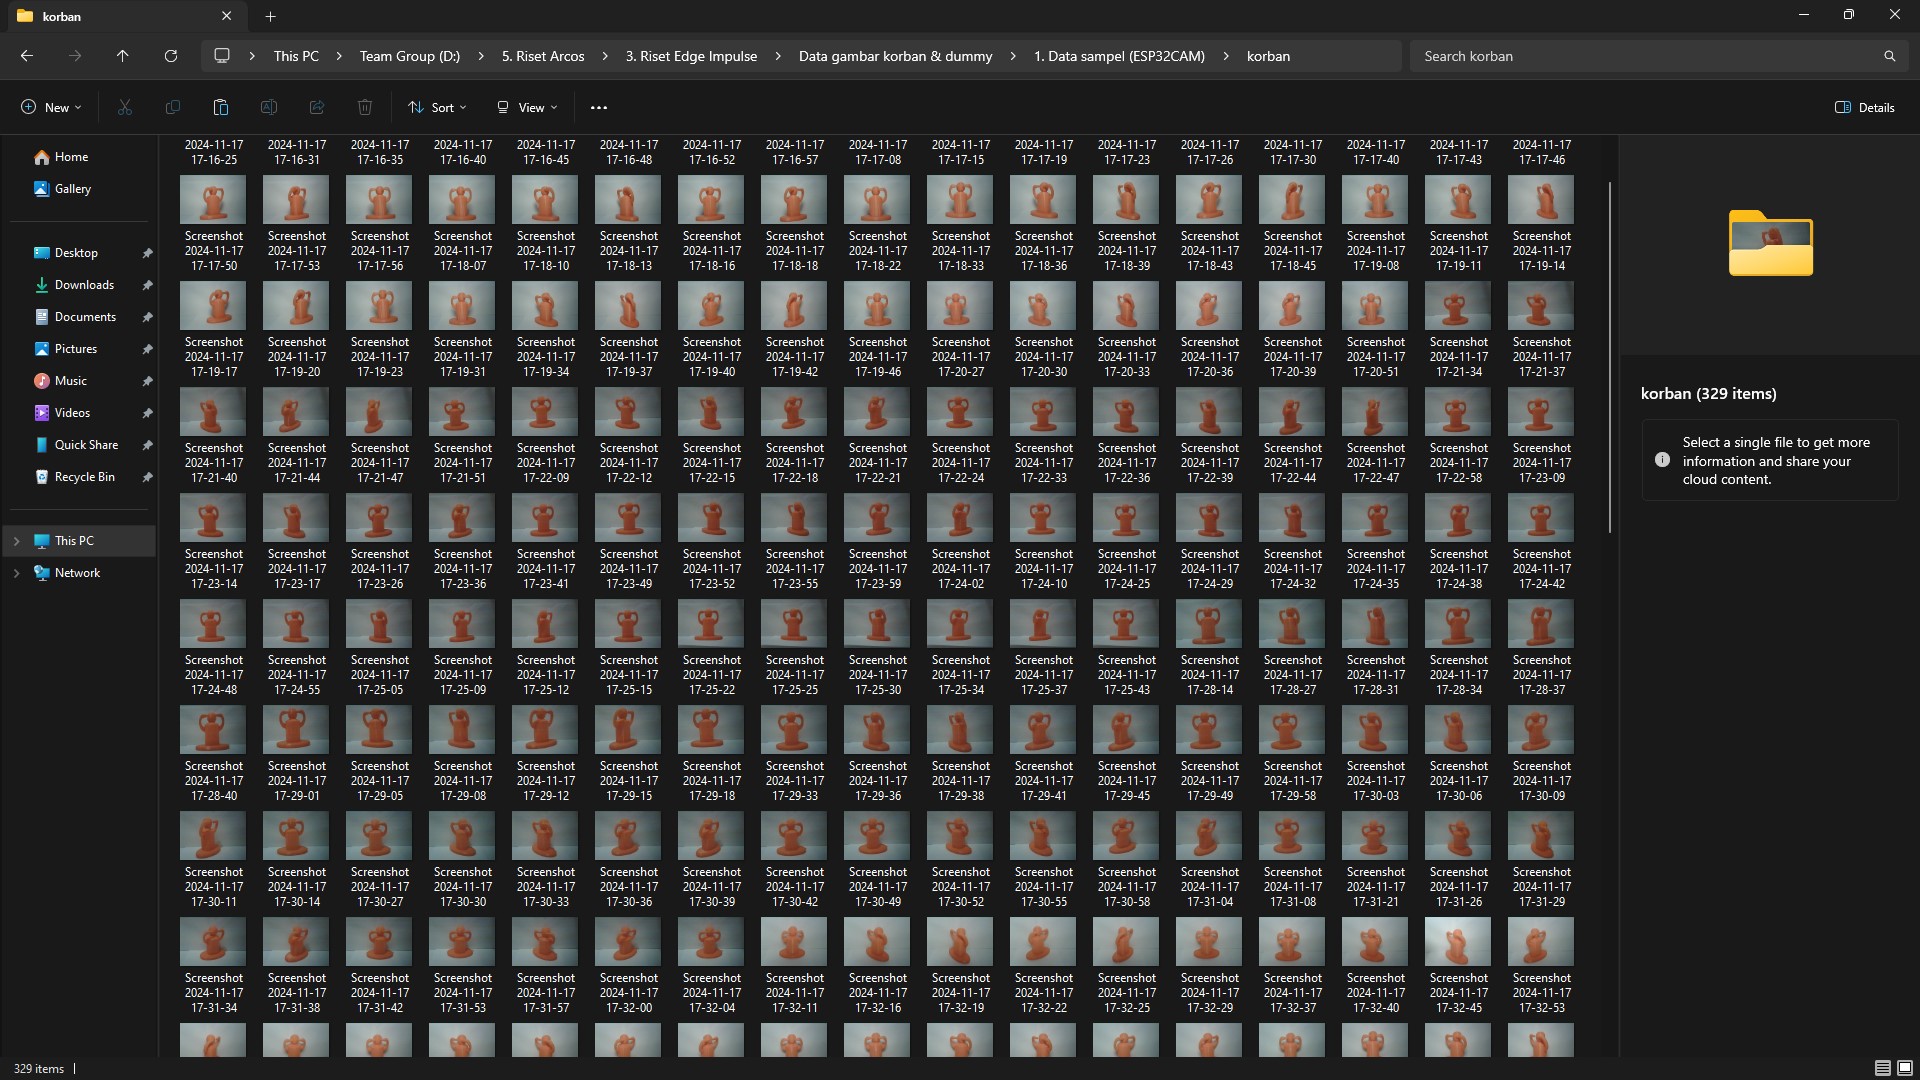 korban
This PC
Team Group (D:)
5. Riset Arcos
3. Riset Edge Impulse
Data gambar korban & dummy
1. Data sampel (ESP32CAM)
korban
Search korban
New
Sort
View
Details
Home
Gallery
Desktop
Downloads
Documents
Pictures
Music
Videos
Quick Share
Recycle Bin
This PC
Network
2024-11-17 2024-11-17 2024-11-17 2024-11-17 2024-11-17 2024-11-17 2024-11-17 2024-11-17 2024-11-17 2024-11-17 2024-11-17 2024-11-17 2024-11-17 2024-11-17 2024-11-17 2024-11-17 2024-11-17
17-16-25 17-16-31 17-16-35 17-16-40 17-16-45 17-16-48 17-16-52 17-16-57 17-17-08 17-17-15 17-17-19 17-17-23 17-17-26 17-17-30 17-17-40 17-17-43 17-17-46
Screenshot Screenshot Screenshot Screenshot Screenshot Screenshot Screenshot Screenshot Screenshot Screenshot Screenshot Screenshot Screenshot Screenshot Screenshot Screenshot Screenshot
2024-11-17 2024-11-17 2024-11-17 2024-11-17 2024-11-17 2024-11-17 2024-11-17 2024-11-17 2024-11-17 2024-11-17 2024-11-17 2024-11-17 2024-11-17 2024-11-17 2024-11-17 2024-11-17 2024-11-17
17-17-50 17-17-53 17-17-56 17-18-07 17-18-10 17-18-13 17-18-16 17-18-18 17-18-22 17-18-33 17-18-36 17-18-39 17-18-43 17-18-45 17-19-08 17-19-11 17-19-14
Screenshot Screenshot Screenshot Screenshot Screenshot Screenshot Screenshot Screenshot Screenshot Screenshot Screenshot Screenshot Screenshot Screenshot Screenshot Screenshot Screenshot
2024-11-17 2024-11-17 2024-11-17 2024-11-17 2024-11-17 2024-11-17 2024-11-17 2024-11-17 2024-11-17 2024-11-17 2024-11-17 2024-11-17 2024-11-17 2024-11-17 2024-11-17 2024-11-17 2024-11-17
17-19-17 17-19-20 17-19-23 17-19-31 17-19-34 17-19-37 17-19-40 17-19-42 17-19-46 17-20-27 17-20-30 17-20-33 17-20-36 17-20-39 17-20-51 17-21-34 17-21-37
Screenshot Screenshot Screenshot Screenshot Screenshot Screenshot Screenshot Screenshot Screenshot Screenshot Screenshot Screenshot Screenshot Screenshot Screenshot Screenshot Screenshot
2024-11-17 2024-11-17 2024-11-17 2024-11-17 2024-11-17 2024-11-17 2024-11-17 2024-11-17 2024-11-17 2024-11-17 2024-11-17 2024-11-17 2024-11-17 2024-11-17 2024-11-17 2024-11-17 2024-11-17
17-21-40 17-21-44 17-21-47 17-21-51 17-22-09 17-22-12 17-22-15 17-22-18 17-22-21 17-22-24 17-22-33 17-22-36 17-22-39 17-22-44 17-22-47 17-22-58 17-23-09
Screenshot Screenshot Screenshot Screenshot Screenshot Screenshot Screenshot Screenshot Screenshot Screenshot Screenshot Screenshot Screenshot Screenshot Screenshot Screenshot Screenshot
2024-11-17 2024-11-17 2024-11-17 2024-11-17 2024-11-17 2024-11-17 2024-11-17 2024-11-17 2024-11-17 2024-11-17 2024-11-17 2024-11-17 2024-11-17 2024-11-17 2024-11-17 2024-11-17 2024-11-17
17-23-14 17-23-17 17-23-26 17-23-36 17-23-41 17-23-49 17-23-52 17-23-55 17-23-59 17-24-02 17-24-10 17-24-25 17-24-29 17-24-32 17-24-35 17-24-38 17-24-42
Screenshot Screenshot Screenshot Screenshot Screenshot Screenshot Screenshot Screenshot Screenshot Screenshot Screenshot Screenshot Screenshot Screenshot Screenshot Screenshot Screenshot
2024-11-17 2024-11-17 2024-11-17 2024-11-17 2024-11-17 2024-11-17 2024-11-17 2024-11-17 2024-11-17 2024-11-17 2024-11-17 2024-11-17 2024-11-17 2024-11-17 2024-11-17 2024-11-17 2024-11-17
17-24-48 17-24-55 17-25-05 17-25-09 17-25-12 17-25-15 17-25-22 17-25-25 17-25-30 17-25-34 17-25-37 17-25-43 17-28-14 17-28-27 17-28-31 17-28-34 17-28-37
Screenshot Screenshot Screenshot Screenshot Screenshot Screenshot Screenshot Screenshot Screenshot Screenshot Screenshot Screenshot Screenshot Screenshot Screenshot Screenshot Screenshot
2024-11-17 2024-11-17 2024-11-17 2024-11-17 2024-11-17 2024-11-17 2024-11-17 2024-11-17 2024-11-17 2024-11-17 2024-11-17 2024-11-17 2024-11-17 2024-11-17 2024-11-17 2024-11-17 2024-11-17
17-28-40 17-29-01 17-29-05 17-29-08 17-29-12 17-29-15 17-29-18 17-29-33 17-29-36 17-29-38 17-29-41 17-29-45 17-29-49 17-29-58 17-30-03 17-30-06 17-30-09
Screenshot Screenshot Screenshot Screenshot Screenshot Screenshot Screenshot Screenshot Screenshot Screenshot Screenshot Screenshot Screenshot Screenshot Screenshot Screenshot Screenshot
2024-11-17 2024-11-17 2024-11-17 2024-11-17 2024-11-17 2024-11-17 2024-11-17 2024-11-17 2024-11-17 2024-11-17 2024-11-17 2024-11-17 2024-11-17 2024-11-17 2024-11-17 2024-11-17 2024-11-17
17-30-11 17-30-14 17-30-27 17-30-30 17-30-33 17-30-36 17-30-39 17-30-42 17-30-49 17-30-52 17-30-55 17-30-58 17-31-04 17-31-08 17-31-21 17-31-26 17-31-29
Screenshot Screenshot Screenshot Screenshot Screenshot Screenshot Screenshot Screenshot Screenshot Screenshot Screenshot Screenshot Screenshot Screenshot Screenshot Screenshot Screenshot
2024-11-17 2024-11-17 2024-11-17 2024-11-17 2024-11-17 2024-11-17 2024-11-17 2024-11-17 2024-11-17 2024-11-17 2024-11-17 2024-11-17 2024-11-17 2024-11-17 2024-11-17 2024-11-17 2024-11-17
17-31-34 17-31-38 17-31-42 17-31-53 17-31-57 17-32-00 17-32-04 17-32-11 17-32-16 17-32-19 17-32-22 17-32-25 17-32-29 17-32-37 17-32-40 17-32-45 17-32-53
korban (329 items)
Select a single file to get more
information and share your
cloud content.
329 items